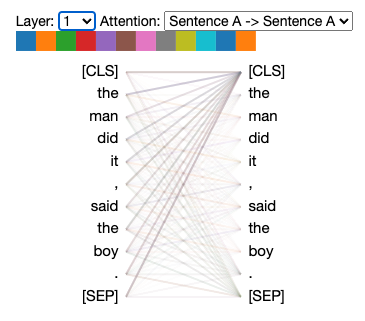 Layer: 1 Attention: Sentence A -> Sentence A
[CLS] [CLS]
the the
man man
did did
it it
, ,
said said
the the
boy boy
. .
[SEP] [SEP]